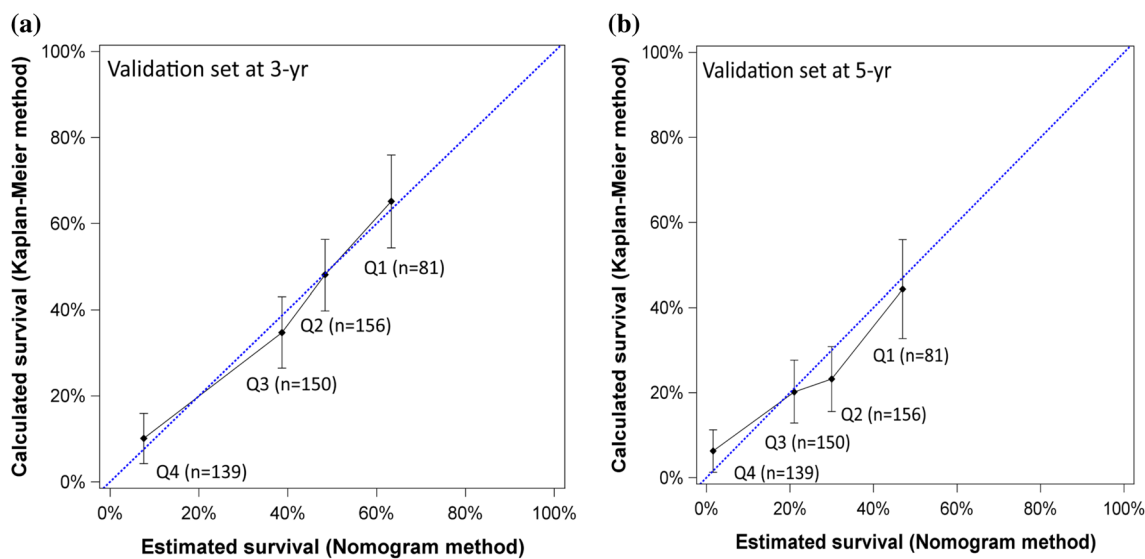 (a)
Calculated survival (Kaplan-Meier method)
100%
80%
60%
40%
20%
0%
Validation set at 3-yr
Q1 (n=81)
Q2 (n=156)
Q3 (n=150)
Q4 (n=139)
0%
20%
40%
60%
80%
100%
Estimated survival (Nomogram method)
(b)
Calculated survival (Kaplan-Meier method)
100%
80%
60%
40%
20%
0%
Validation set at 5-yr
Q1 (n=81)
Q2 (n=156)
Q3 (n=150)
Q4 (n=139)
0%
20%
40%
60%
80%
100%
Estimated survival (Nomogram method)